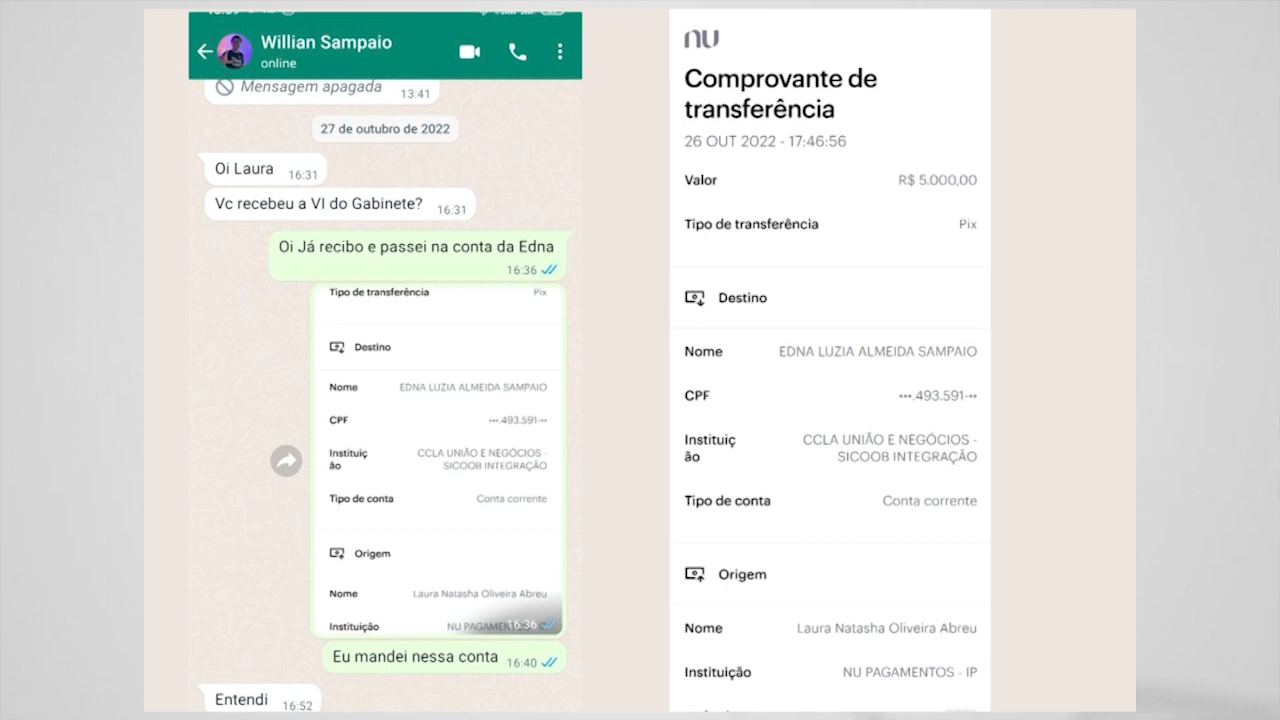 Willian Sampaio
online
Mensagem apagada 13:41
27 de outubro de 2022
Oi Laura 16:31
Vc recebeu a VI do Gabinete? 16:31
Oi Já recibo e passei na conta da Edna
16:36
Tipo de transferência Pix
Destino
Nome EDNA LUZIA ALMEIDA SAMPAIO
CPF •••.493.591-••
Instituiç CCLA UNIÃO E NEGÓCIOS -
ão SICOOB INTEGRAÇÃO
Tipo de conta Conta corrente
Origem
Nome Laura Natasha Oliveira Abreu
Instituição NU PAGAMENTOS
16:36
Eu mandei nessa conta 16:40
Entendi 16:52
nu
Comprovante de
transferência
26 OUT 2022 - 17:46:56
Valor R$ 5.000,00
Tipo de transferência Pix
Destino
Nome EDNA LUZIA ALMEIDA SAMPAIO
CPF •••.493.591-••
Instituiç CCLA UNIÃO E NEGÓCIOS -
ão SICOOB INTEGRAÇÃO
Tipo de conta Conta corrente
Origem
Nome Laura Natasha Oliveira Abreu
Instituição NU PAGAMENTOS - IP